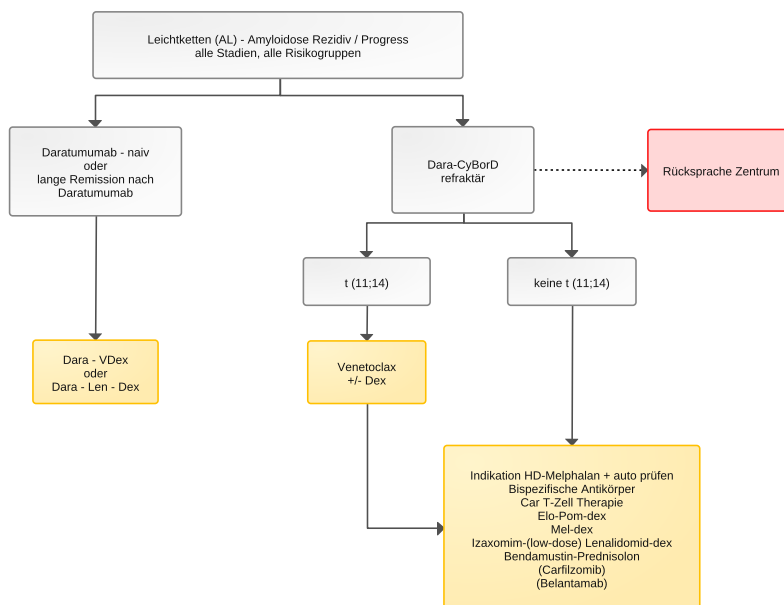 Leichtketten (AL) - Amyloidose Rezidiv / Progress
alle Stadien, alle Risikogruppen
Daratumumab - naiv
oder
lange Remission nach
Daratumumab
Dara-CyBorD
refraktär
Rücksprache Zentrum
t (11;14)
keine t (11;14)
Dara - VDex
oder
Dara - Len - Dex
Venetoclax
+/- Dex
Indikation HD-Melphalan + auto prüfen
Bispezifische Antikörper
Car T-Zell Therapie
Elo-Pom-dex
Mel-dex
Izaxomim-(low-dose) Lenalidomid-dex
Bendamustin-Prednisolon
(Carfilzomib)
(Belantamab)